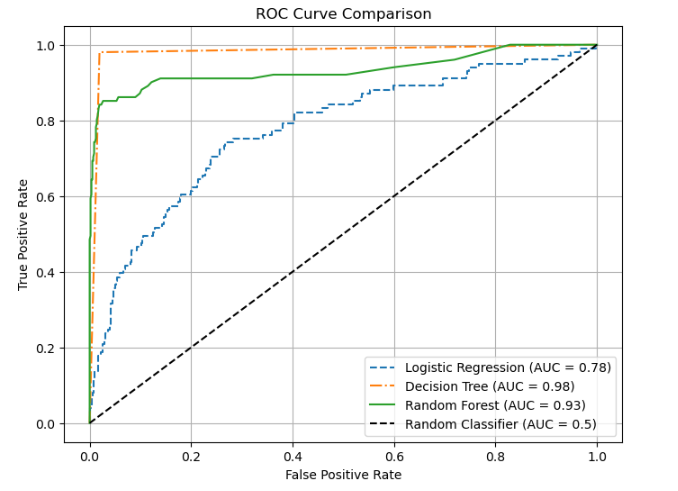 ROC Curve Comparison
True Positive Rate
1.0
0.8
0.6
0.4
0.2
0.0
Logistic Regression (AUC = 0.78)
Decision Tree (AUC = 0.98)
Random Forest (AUC = 0.93)
Random Classifier (AUC = 0.5)
0.0 0.2 0.4 0.6 0.8 1.0
False Positive Rate